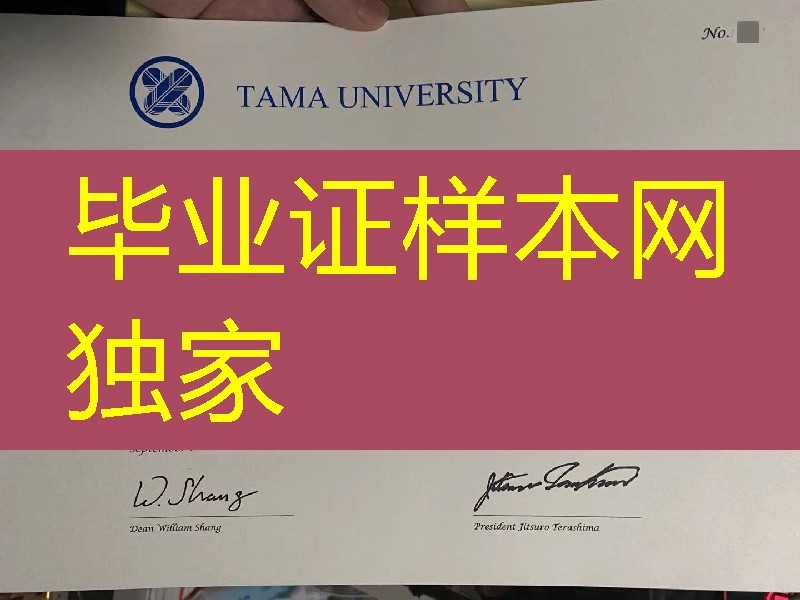 No.
TAMA UNIVERSITY
毕业证样本网
独家
W. Shang
Dean William Shang
President Jitsuro Terashima